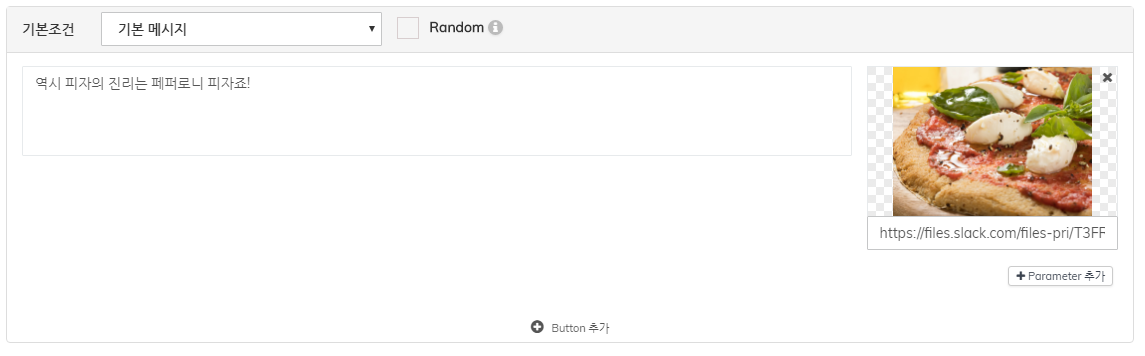 기본조건
기본 메시지
Random
역시 피자의 진리는 페퍼로니 피자죠!
https://files.slack.com/files-pri/T3FF
Parameter 추가
Button 추가